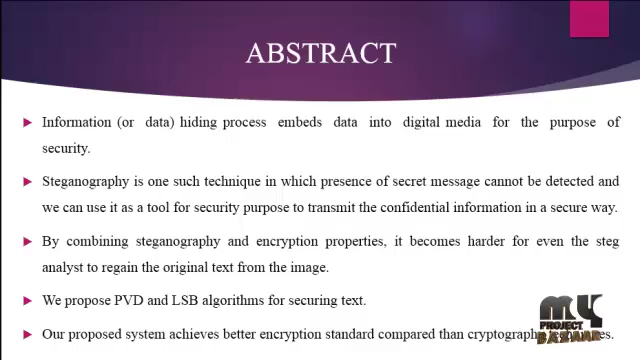 ABSTRACT
Information (or data) hiding process embeds data into digital media for the purpose of
security.
Steganography is one such technique in which presence of secret message cannot be detected and
we can use it as a tool for security purpose to transmit the confidential information in a secure way.
By combining steganography and encryption properties, it becomes harder for even the steg
analyst to regain the original text from the image.
We propose PVD and LSB algorithms for securing text.
Our proposed system achieves better encryption standard compared than
MY
PROJECT
BAZAAR